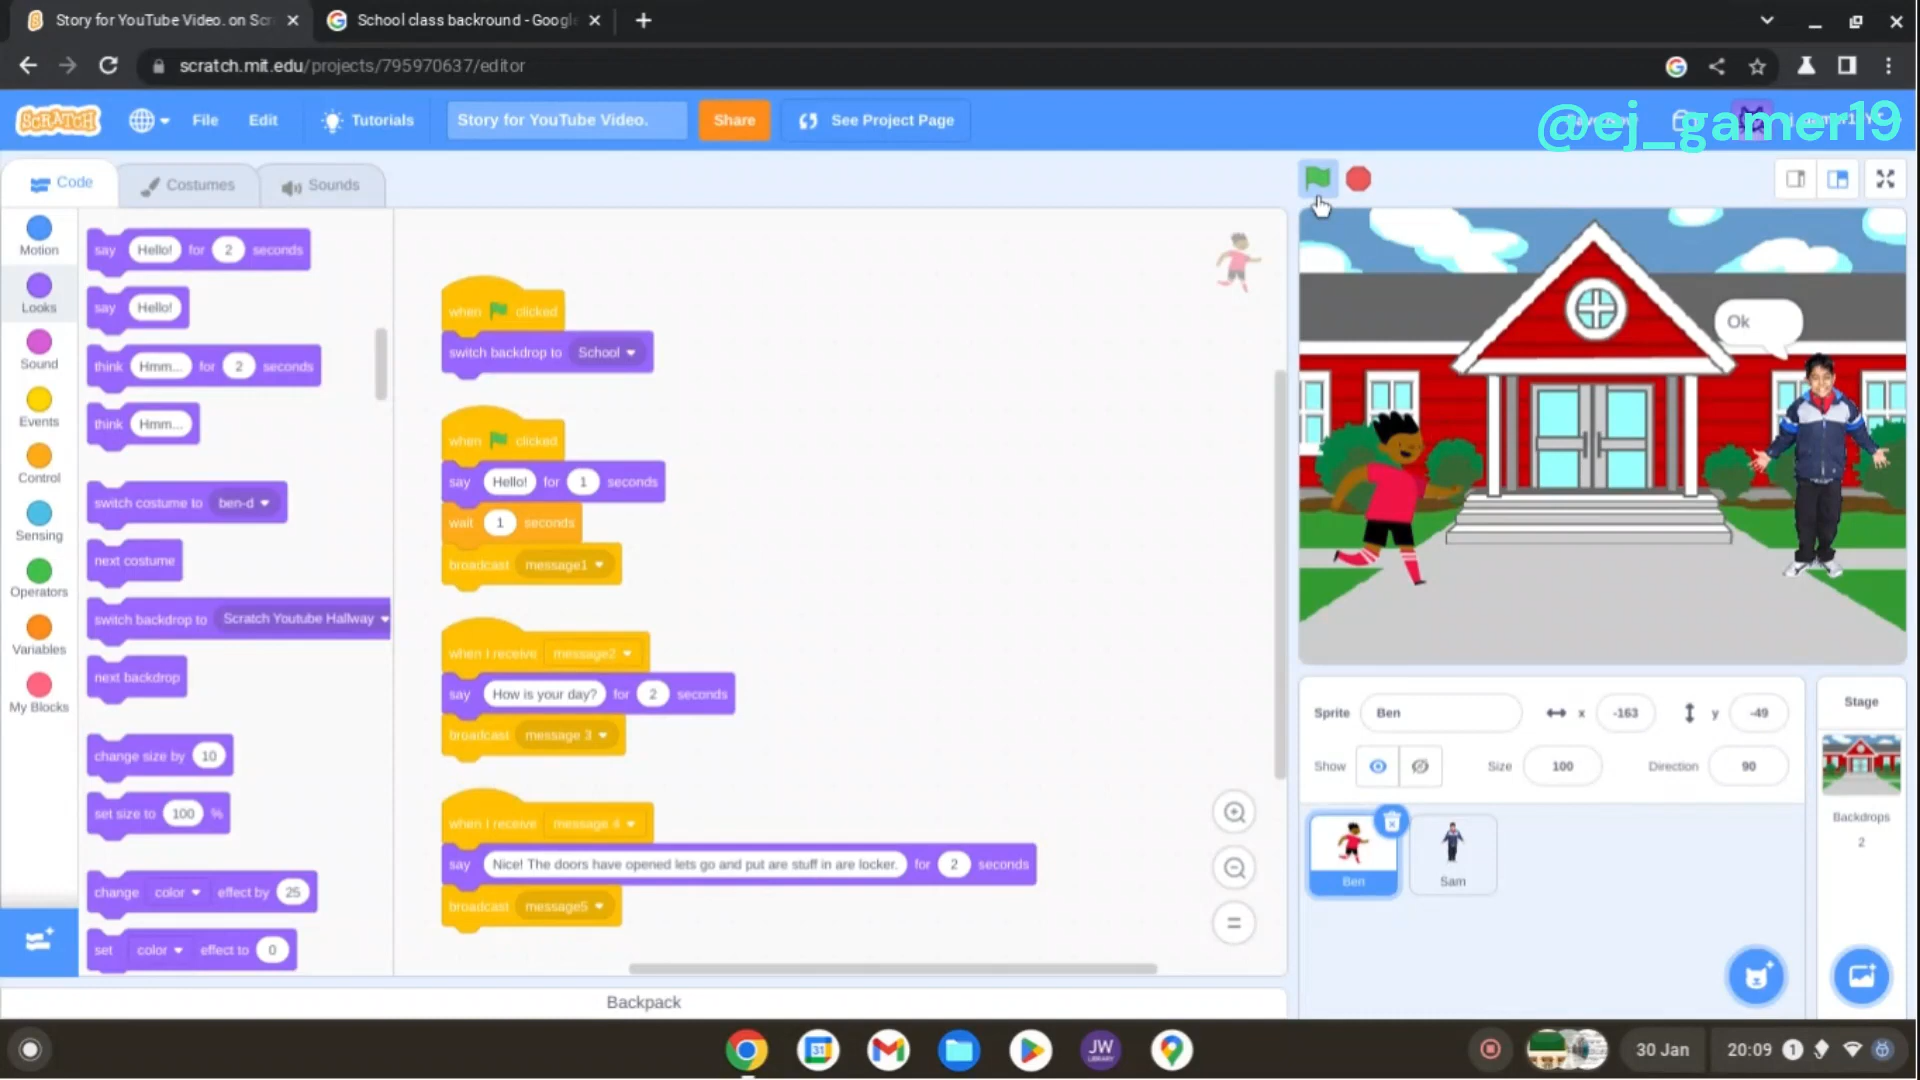 Story for YouTube Video. on Scr
School class backround - Google
scratch.mit.edu/projects/795970637/editor
SCRATCH
File
Edit
Tutorials
Story for YouTube Video.
Share
See Project Page
@ej_gamer19
Code
Costumes
Sounds
Motion
Looks
Sound
Events
Control
Sensing
Operators
Variables
My Blocks
say Hello! for 2 seconds
say Hello!
think Hmm... for 2 seconds
think Hmm...
switch costume to ben-d
next costume
switch backdrop to Scratch Youtube Hallway
next backdrop
change size by 10
set size to 100 %
change color effect by 25
set color effect to 0
when clicked
switch backdrop to School
when clicked
say Hello! for 1 seconds
wait 1 seconds
broadcast message1
when I receive message2
say How is your day? for 2 seconds
broadcast message 3
when I receive message 4
say Nice! The doors have opened lets go and put are stuff in are locker. for 2 seconds
broadcast message5
Backpack
Ok
Sprite Ben x -163 y -49
Show Size 100 Direction 90
Ben
Sam
Stage
Backdrops
2
31
JW
LIBRARY
30 Jan
20:09
1